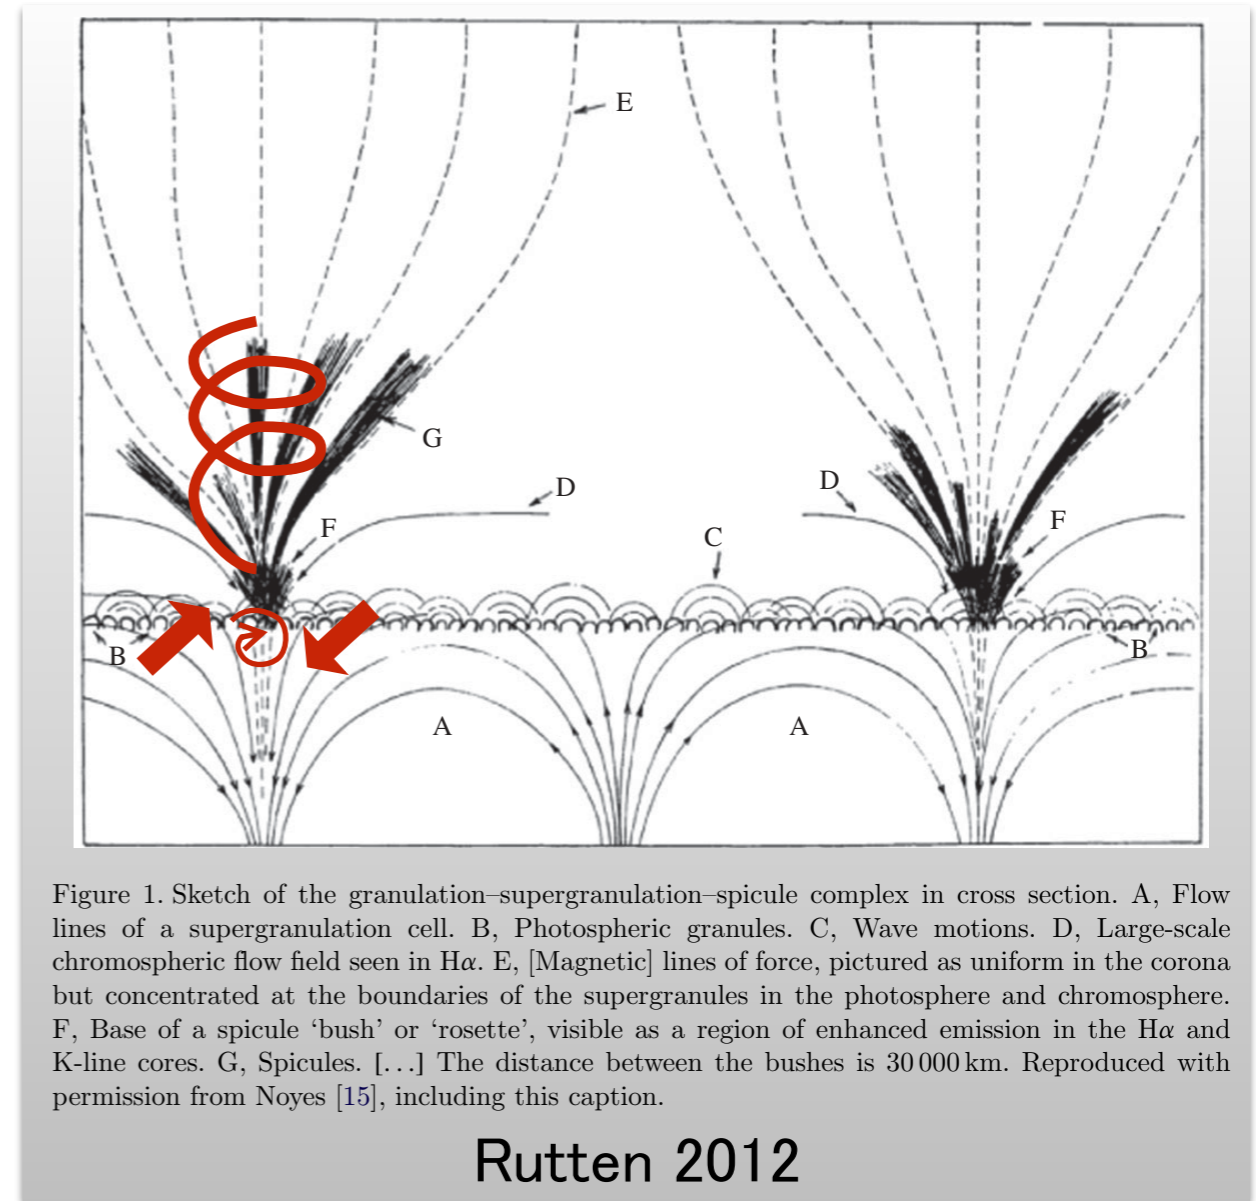 E
G
D
D
F
F
C
B
B
A
A
Figure 1. Sketch of the granulation–supergranulation–spicule complex in cross section. A, Flow
lines of a supergranulation cell. B, Photospheric granules. C, Wave motions. D, Large-scale
chromospheric flow field seen in Hα. E, [Magnetic] lines of force, pictured as uniform in the corona
but concentrated at the boundaries of the supergranules in the photosphere and chromosphere.
F, Base of a spicule ‘bush’ or ‘rosette’, visible as a region of enhanced emission in the Hα and
K-line cores. G, Spicules. [...] The distance between the bushes is 30 000 km. Reproduced with
permission from Noyes [15], including this caption.
Rutten 2012